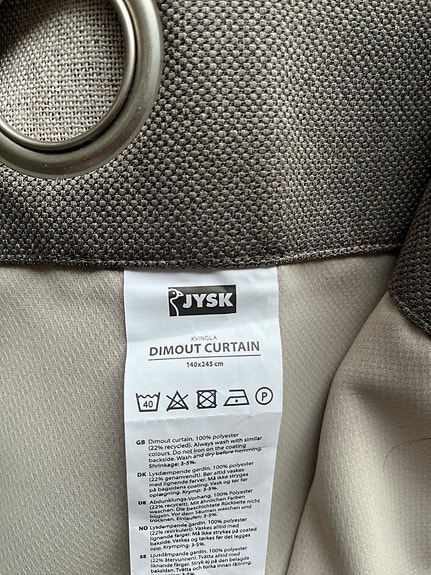 JYSK
KVINGLA
DIMOUT CURTAIN
140x245 cm
40
P
GB Dimout curtain. 100% polyester
(22% recycled). Always wash with similar
colours. Do not iron on the coating
backside. Wash and dry before hemming.
Shrinkage: 3-5%.
DK Lysdæmpende gardin. 100% polyester
(22% genanvendt). Bør altid vaskes
med lignende farver. Må ikke stryges
på bagsidens coating. Vask og tør før
oplægning. Krymp: 3-5%.
DE Abdunklungs-Vorhang. 100% Polyester
(22% recycelt). Immer mit ähnlichen Farben
waschen. Die beschichtete Rückseite nicht
bügeln. Vor dem Säumen waschen und
trocknen. Einlaufen: 3-5%.
NO Lysdempende gardin. 100% polyester
(22% resirkulert). Vaskes alltid med
lignende farger. Må ikke strykes på coated
bakside. Vaskes og tørkes før det legges
opp. Krymping: 3-5%.
SE Ljusdämpande gardin. 100% polyester
(22% återvunnen). Tvätta alltid med
liknande färger. Stryk ej på den belagda
baksidan. Tvätta och torka innan fållning.